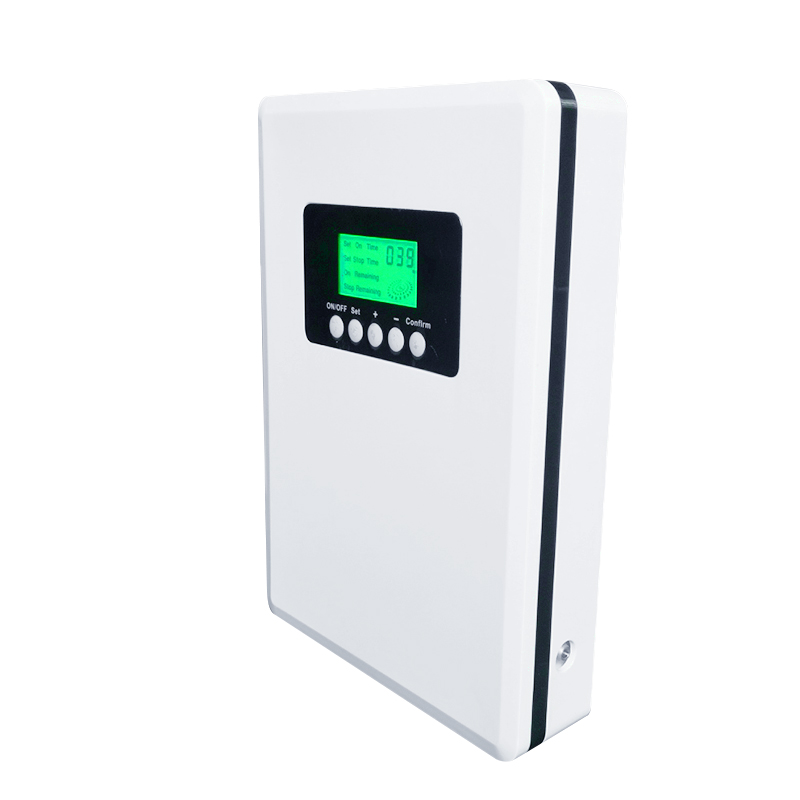 Set On Time
039
Set Stop Time
On Remaining
Stop Remaining
ON/OFF Set + − Confirm